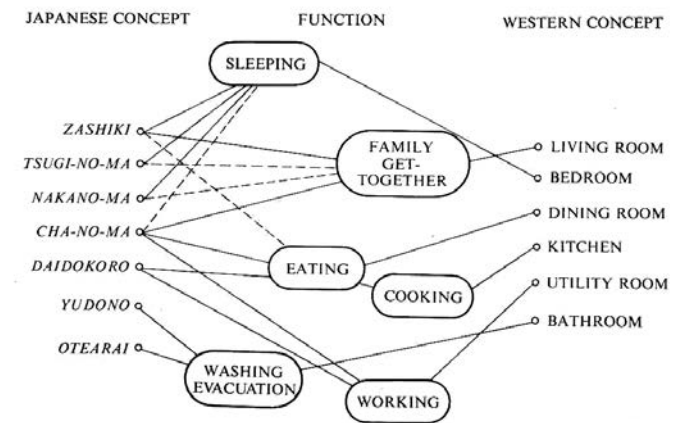 JAPANESE CONCEPT
FUNCTION
WESTERN CONCEPT
SLEEPING
ZASHIKI
TSUGI-NO-MA
NAKANO-MA
CHA-NO-MA
DAIDOKORO
YUDONO
OTEARAI
FAMILY
GET-
TOGETHER
EATING
COOKING
WASHING
EVACUATION
WORKING
LIVING ROOM
BEDROOM
DINING ROOM
KITCHEN
UTILITY ROOM
BATHROOM